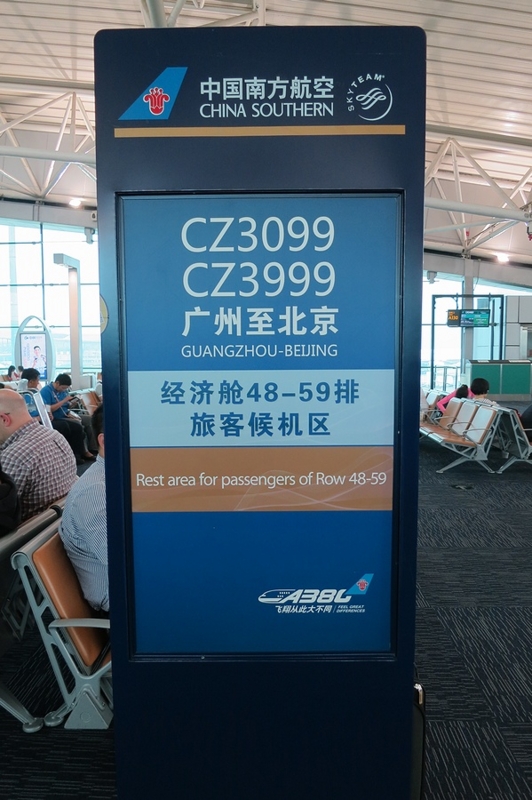 中国南方航空
CHINA SOUTHERN
SKYTEAM
CZ3099
CZ3999
广州至北京
GUANGZHOU-BEIJING
经济舱48-59排
旅客候机区
Rest area for passengers of Row 48-59
A380
飞翔从此大不同 FEEL GREAT DIFFERENCES